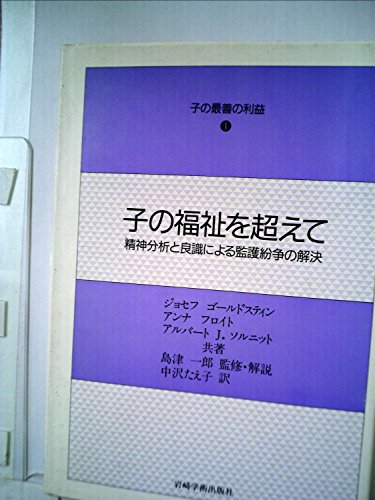 子の最善の利益
1
子の福祉を超えて
精神分析と良識による監護紛争の解決
ジョセフ ゴールドスティン
アンナ フロイト
アルバート J. ソルニット
共著
島津 一郎 監修・解説
中沢たえ子 訳
岩崎学術出版社